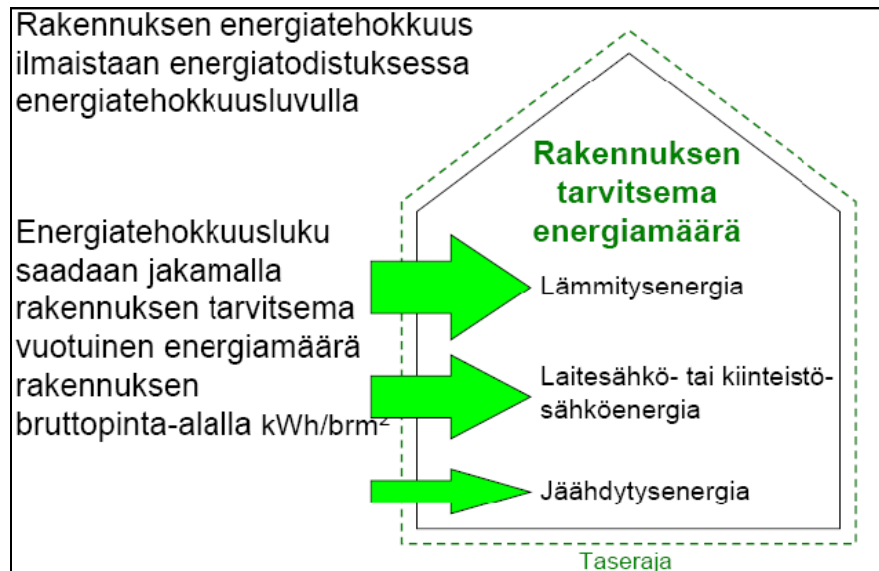 Rakennuksen energiatehokkuus
ilmaistaan energiatodistuksessa
energiatehokkuusluvulla
Energiatehokkuusluku
saadaan jakamalla
rakennuksen tarvitsema
vuotuinen energiamäärä
rakennuksen
bruttopinta-alalla kWh/brm²
Rakennuksen
tarvitsema
energiamäärä
Lämmitysenergia
Laitesähkö- tai kiinteistö-
sähköenergia
Jäähdytysenergia
Taseraja